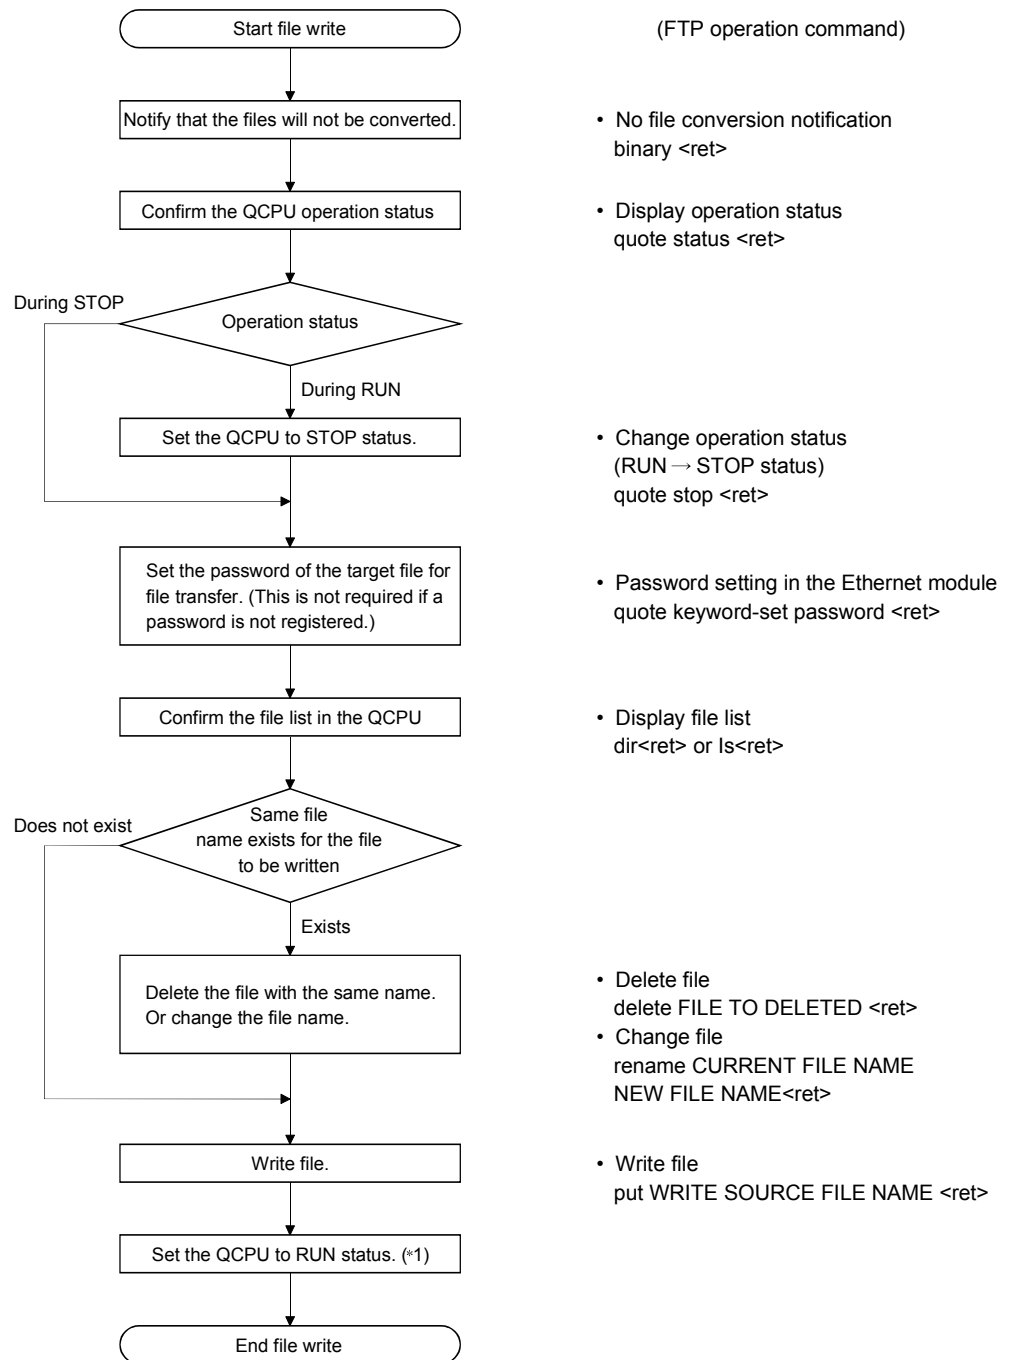 Start file write
(FTP operation command)
Notify that the files will not be converted.
• No file conversion notification
binary <ret>
Confirm the QCPU operation status
• Display operation status
quote status <ret>
During STOP
Operation status
During RUN
Set the QCPU to STOP status.
• Change operation status
(RUN → STOP status)
quote stop <ret>
Set the password of the target file for
file transfer. (This is not required if a
password is not registered.)
• Password setting in the Ethernet module
quote keyword-set password <ret>
Confirm the file list in the QCPU
• Display file list
dir<ret> or ls<ret>
Does not exist
Same file
name exists for the file
to be written
Exists
Delete the file with the same name.
Or change the file name.
• Delete file
delete FILE TO DELETED <ret>
• Change file
rename CURRENT FILE NAME
NEW FILE NAME<ret>
Write file.
• Write file
put WRITE SOURCE FILE NAME <ret>
Set the QCPU to RUN status. (*1)
End file write